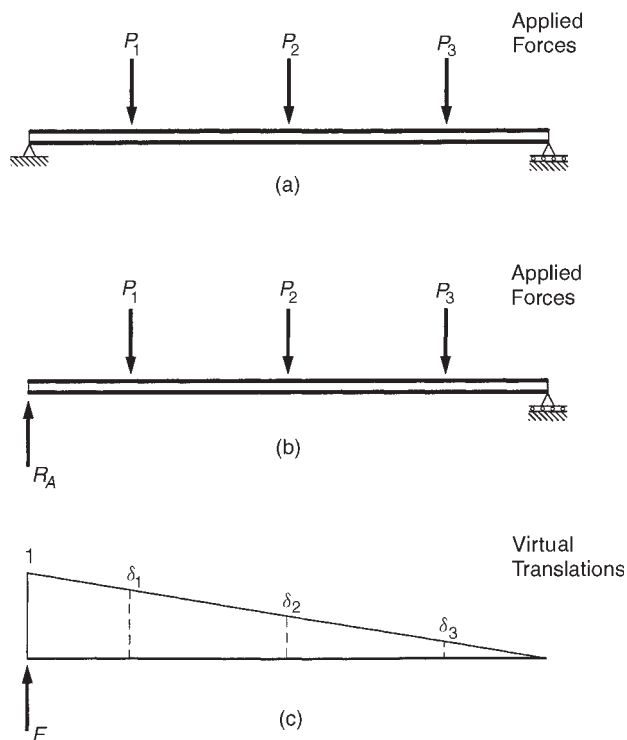 Applied
Forces
P1 P2 P3
(a)
Applied
Forces
P1 P2 P3
(b)
RA
Virtual
Translations
1
δ1
δ2
δ3
(c)
F